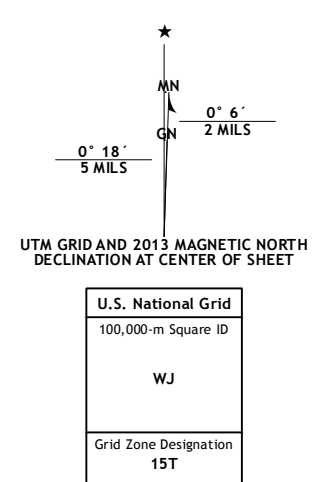 MN
0° 6´
GN
2 MILS
0° 18´
5 MILS
UTM GRID AND 2013 MAGNETIC NORTH
DECLINATION AT CENTER OF SHEET
U.S. National Grid
100,000-m Square ID
WJ
Grid Zone Designation
15T